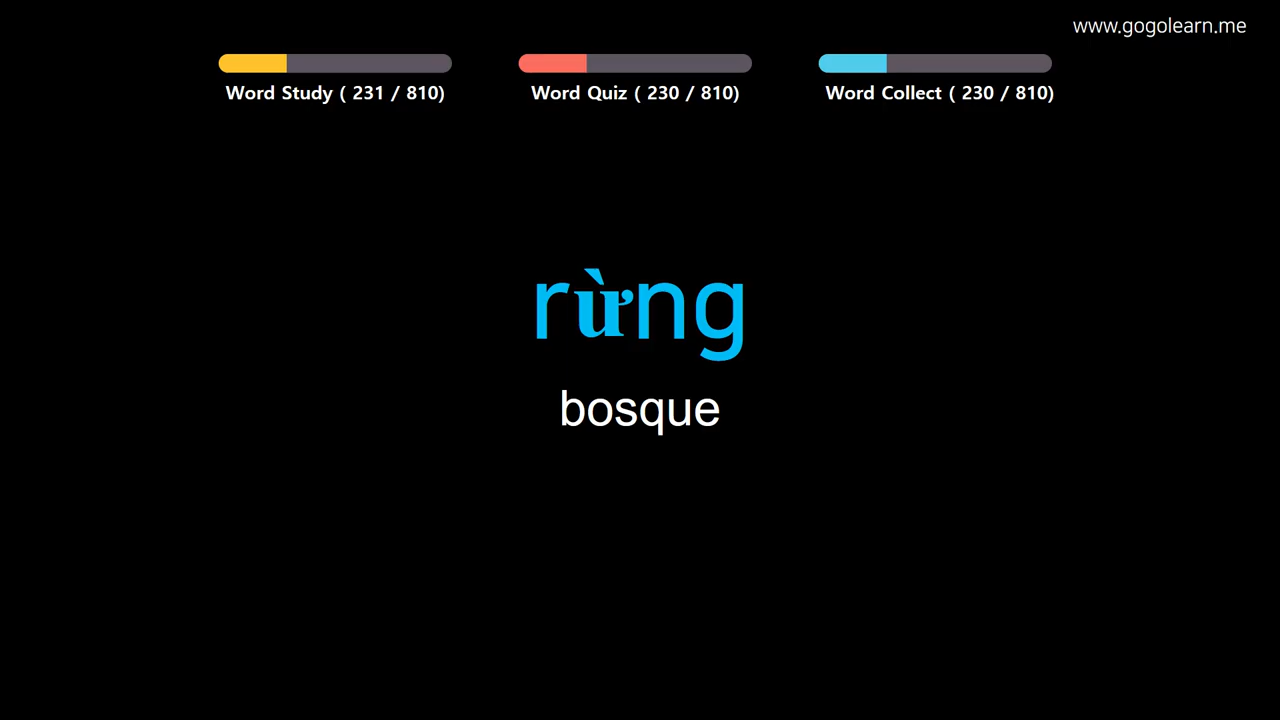 www.gogolearn.me
Word Study ( 231 / 810)
Word Quiz ( 230 / 810)
Word Collect ( 230 / 810)
rừng
bosque